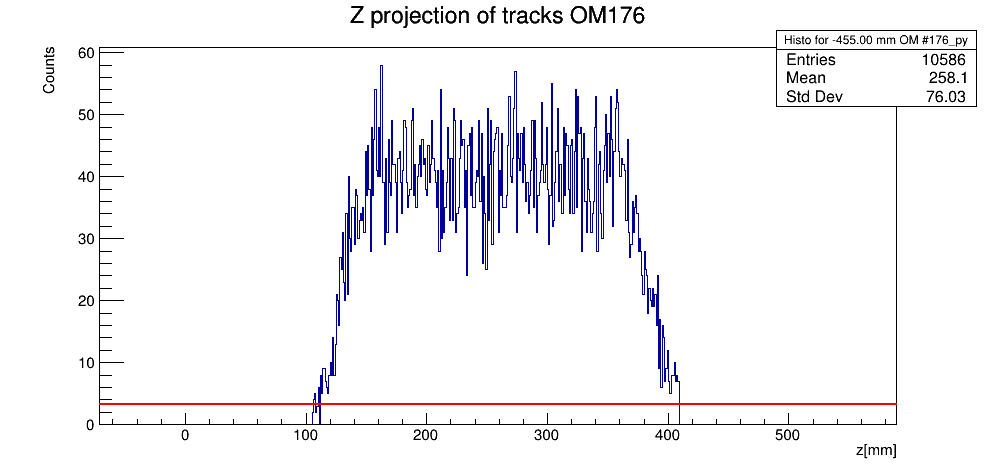 Z projection of tracks OM176
Histo for -455.00 mm OM #176_py
Entries 10586
Mean 258.1
Std Dev 76.03
Counts
60
50
40
30
20
10
0
0 100 200 300 400 500
z[mm]